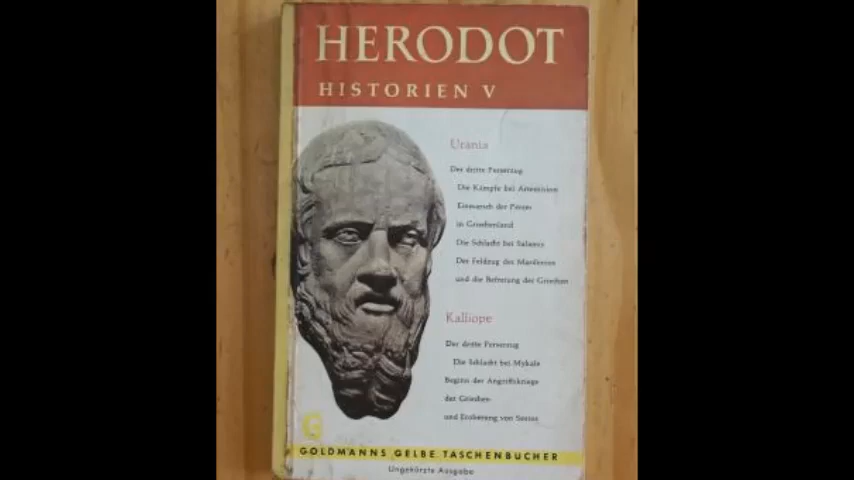 HERODOT
HISTORIEN V
Urania
Der dritte Perserzug
Die Kämpfe bei Artemision
Einmarsch der Perser
in Griechenland
Die Schlacht bei Salamis
Der Feldzug des Mardonios
und die Befreiung der Griechen
Kalliope
Der dritte Perserzug
Die Schlacht bei Mykale
Beginn der Angriffskriege
der Griechen
und Eroberung von Sestos
G
GOLDMANNS GELBE TASCHENBÜCHER
Ungekürzte Ausgabe